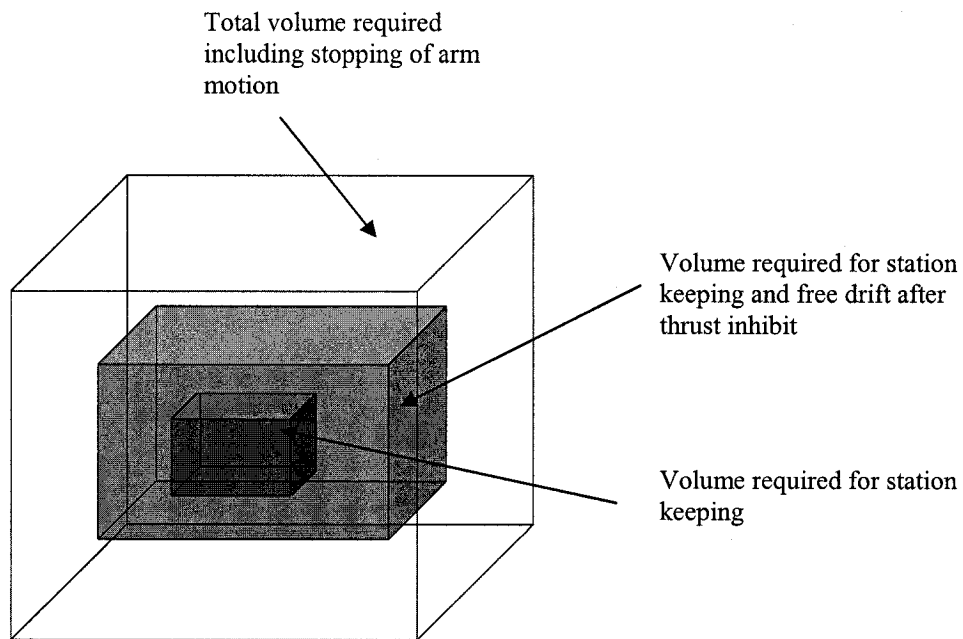 Total volume required
including stopping of arm
motion
Volume required for station
keeping and free drift after
thrust inhibit
Volume required for station
keeping